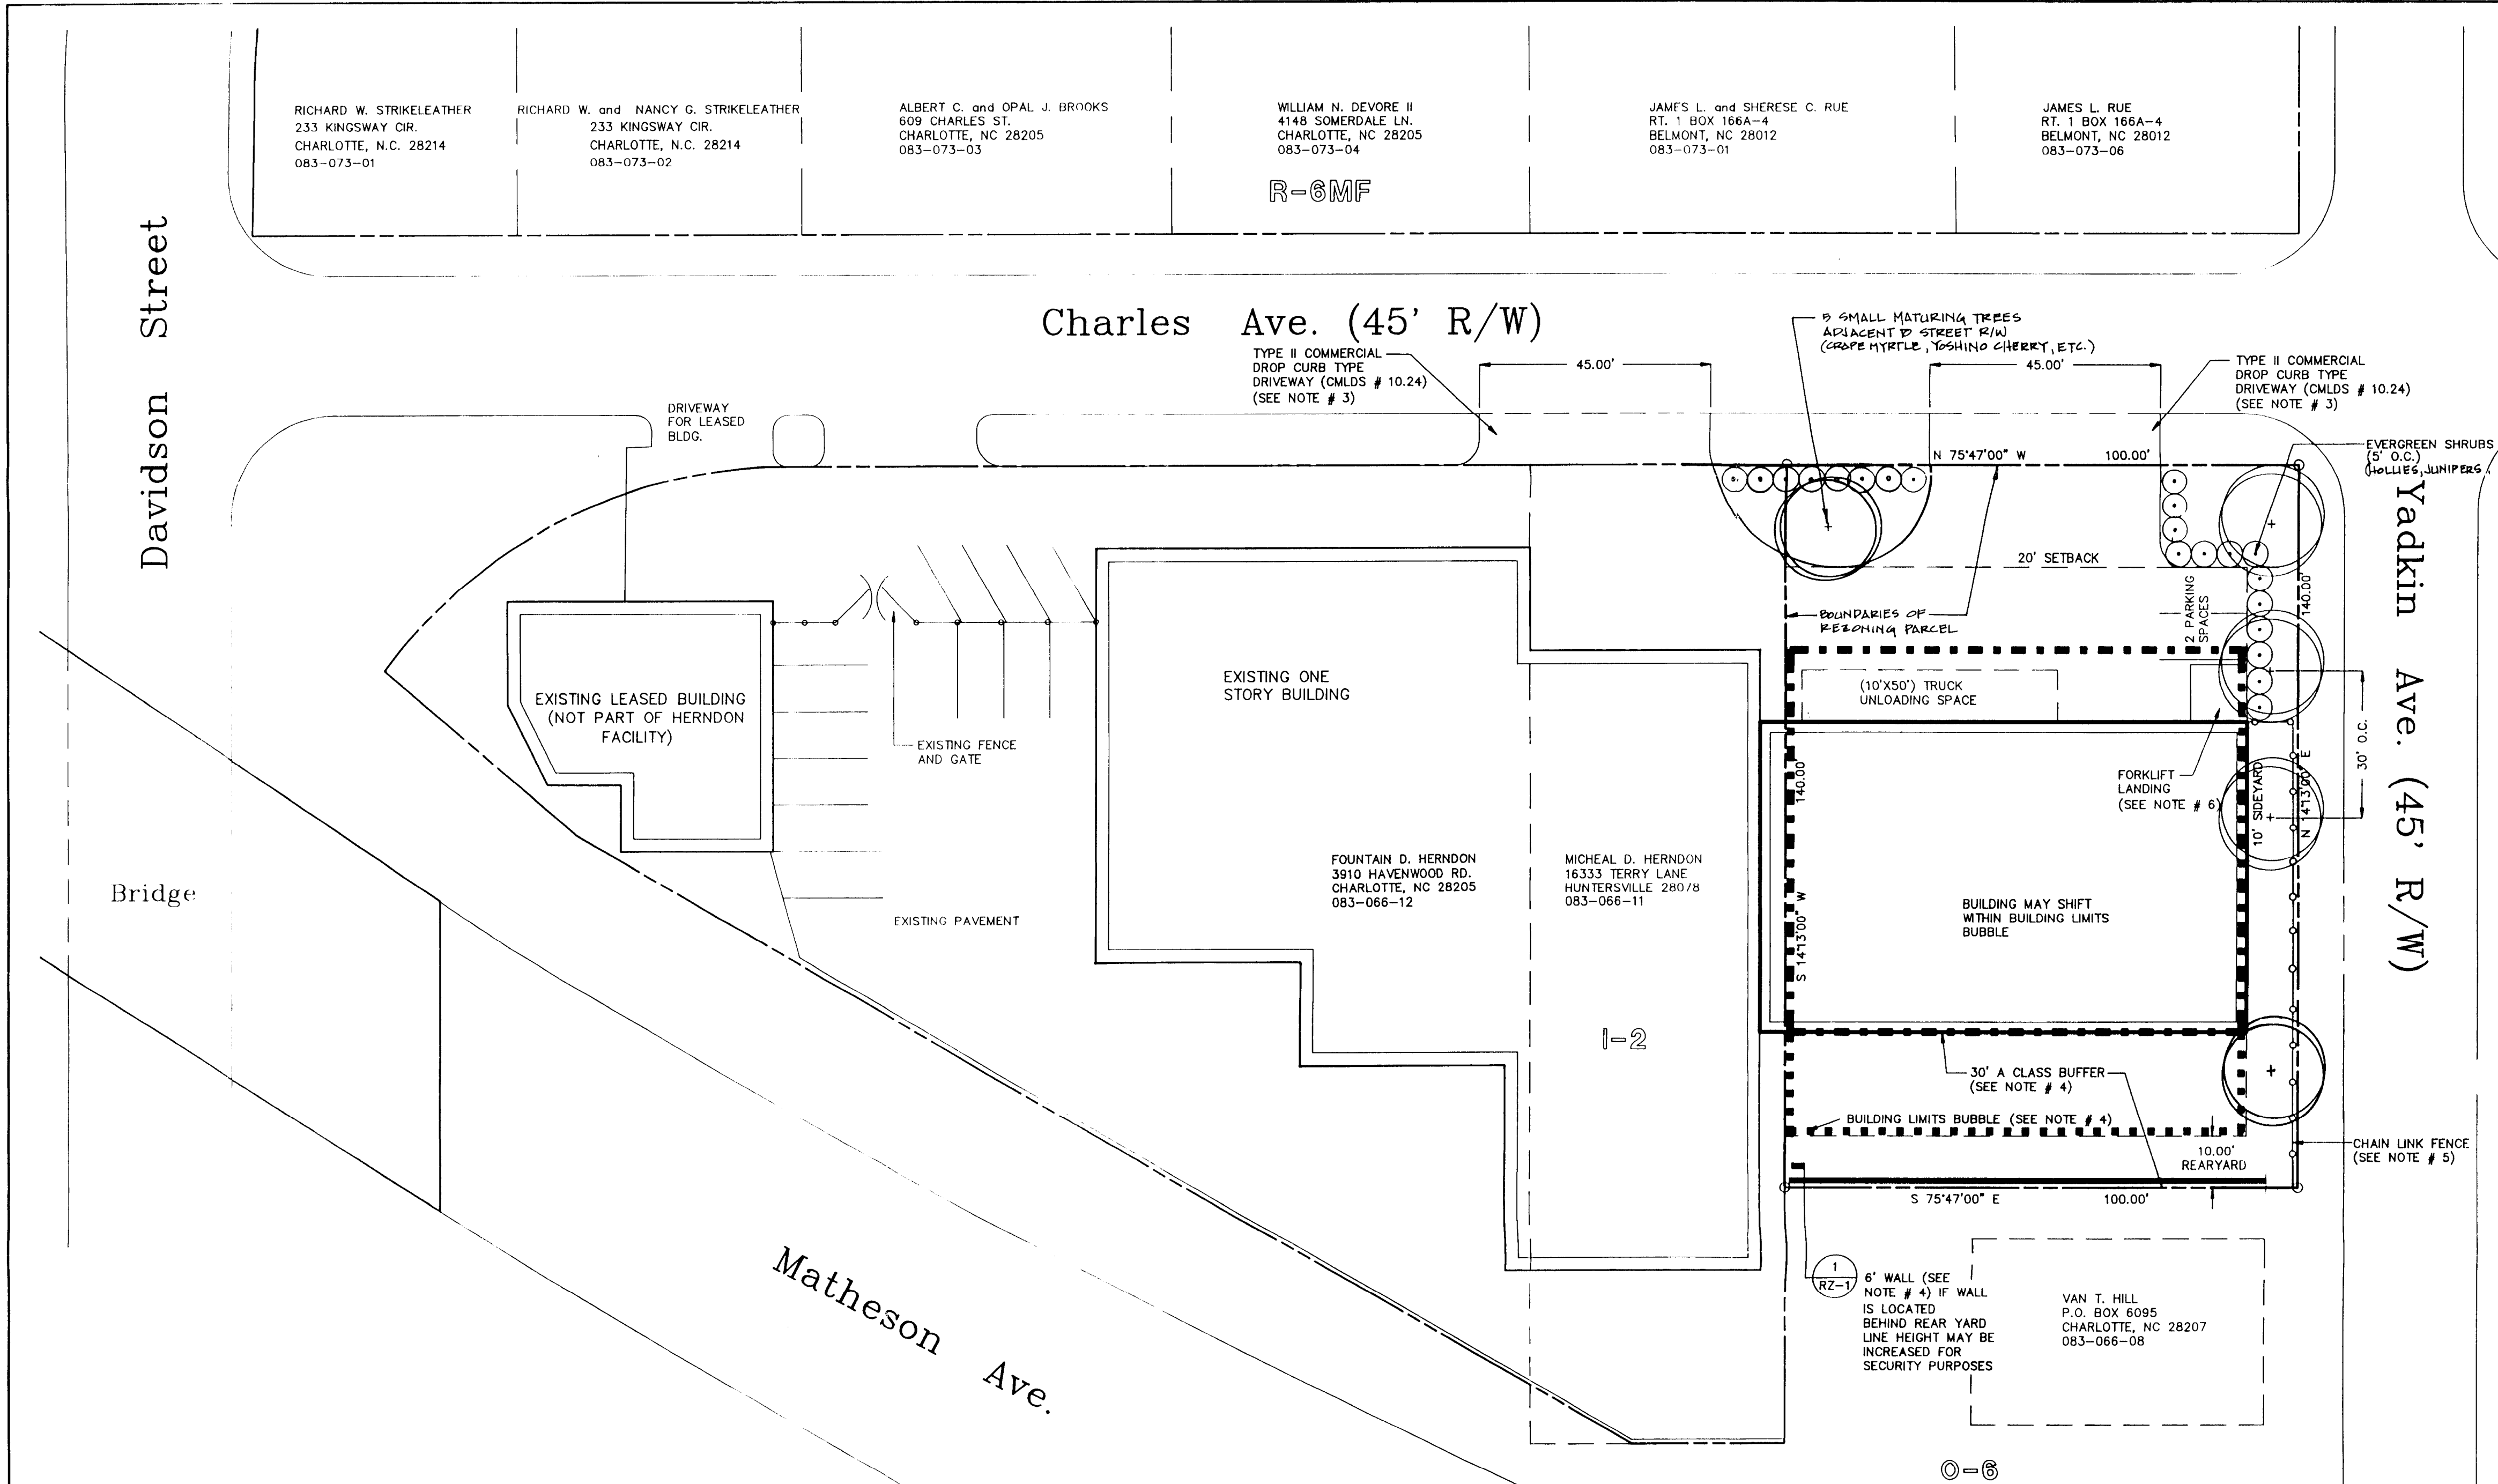 RICHARD W. STRIKELEATHER
233 KINGSWAY CIR.
CHARLOTTE, N.C. 28214
083-073-01
RICHARD W. and NANCY G. STRIKELEATHER
233 KINGSWAY CIR.
CHARLOTTE, N.C. 28214
083-073-02
ALBERT C. and OPAL J. BROOKS
609 CHARLES ST.
CHARLOTTE, NC 28205
083-073-03
WILLIAM N. DEVORE II
4148 SOMERDALE LN.
CHARLOTTE, NC 28205
083-073-04
JAMES L. and SHERESE C. RUE
RT. 1 BOX 166A-4
BELMONT, NC 28012
083-073-01
JAMES L. RUE
RT. 1 BOX 166A-4
BELMONT, NC 28012
083-073-06
R-6MF
Davidson Street
Charles Ave. (45' R/W)
5 SMALL MATURING TREES
ADJACENT TO STREET R/W
(CRAPE MYRTLE, YOSHINO CHERRY, ETC.)
TYPE II COMMERCIAL
DROP CURB TYPE
DRIVEWAY (CMLDS # 10.24)
(SEE NOTE # 3)
45.00'
45.00'
TYPE II COMMERCIAL
DROP CURB TYPE
DRIVEWAY (CMLDS # 10.24)
(SEE NOTE # 3)
DRIVEWAY
FOR LEASED
BLDG.
EVERGREEN SHRUBS
(5' O.C.)
(HOLLIES, JUNIPERS,
N 75°47'00" W 100.00'
20' SETBACK
2 PARKING
SPACES
140.00'
BOUNDARIES OF
REZONING PARCEL
Yadkin Ave. (45' R/W)
EXISTING LEASED BUILDING
(NOT PART OF HERNDON
FACILITY)
EXISTING FENCE
AND GATE
EXISTING ONE
STORY BUILDING
(10'X50') TRUCK
UNLOADING SPACE
FORKLIFT
LANDING
(SEE NOTE # 6)
30' O.C.
10' SIDEYARD
N 14°13'00" E
140.00'
S 14°13'00" W
FOUNTAIN D. HERNDON
3910 HAVENWOOD RD.
CHARLOTTE, NC 28205
083-066-12
MICHEAL D. HERNDON
16333 TERRY LANE
HUNTERSVILLE 28078
083-066-11
BUILDING MAY SHIFT
WITHIN BUILDING LIMITS
BUBBLE
Bridge
EXISTING PAVEMENT
I-2
30' A CLASS BUFFER
(SEE NOTE # 4)
BUILDING LIMITS BUBBLE (SEE NOTE # 4)
10.00'
REARYARD
CHAIN LINK FENCE
(SEE NOTE # 5)
S 75°47'00" E 100.00'
Matheson Ave.
1
RZ-1
6' WALL (SEE
NOTE # 4) IF WALL
IS LOCATED
BEHIND REAR YARD
LINE HEIGHT MAY BE
INCREASED FOR
SECURITY PURPOSES
VAN T. HILL
P.O. BOX 6095
CHARLOTTE, NC 28207
083-066-08
O-6